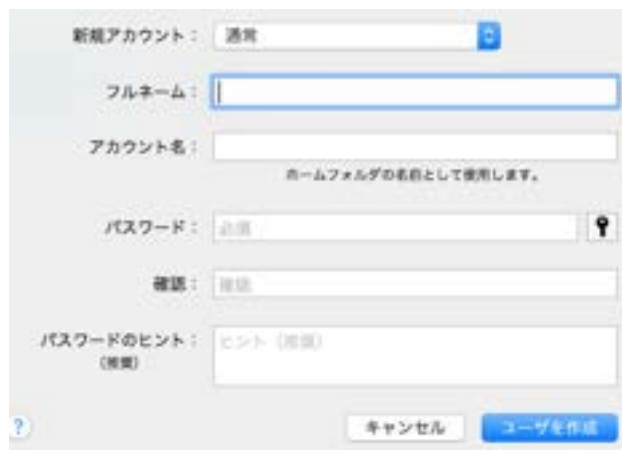 新規アカウント： 通常
フルネーム：
アカウント名：
ホームフォルダの名前として使用します。
パスワード： 必須
確認： 確認
パスワードのヒント： ヒント（推奨）
（推奨）
? キャンセル ユーザを作成